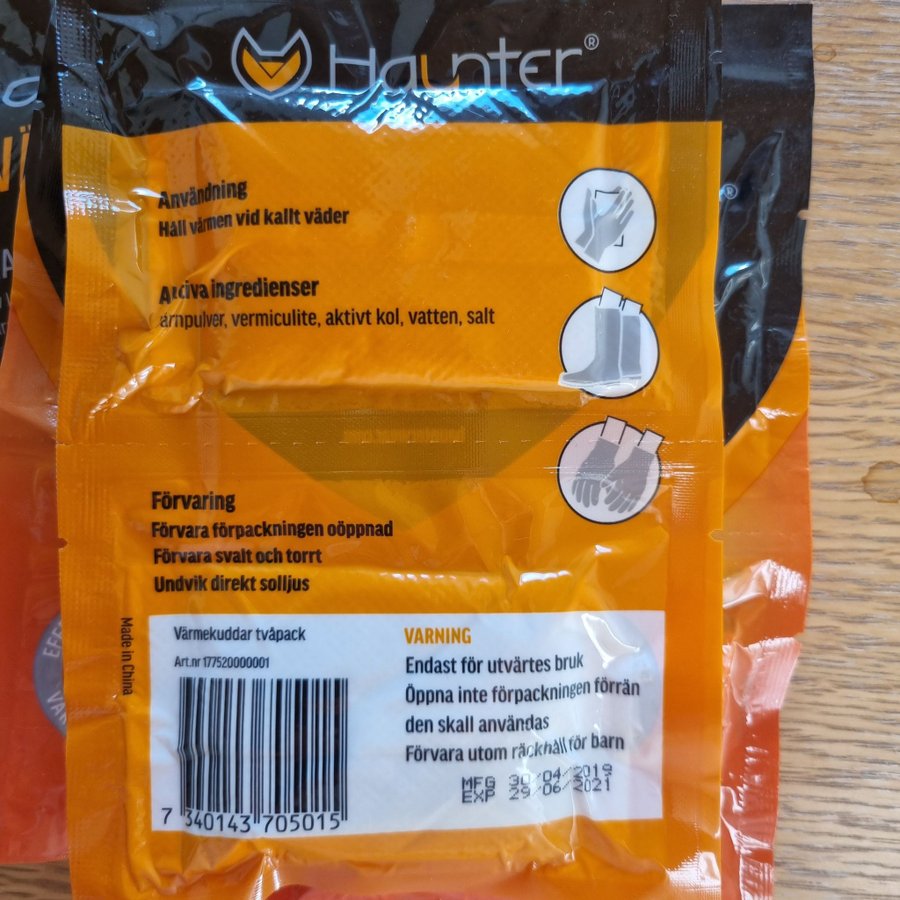 Haunter®
Användning
Håll värmen vid kallt väder
Aktiva ingredienser
ärnpulver, vermiculite, aktivt kol, vatten, salt
Förvaring
Förvara förpackningen oöppnad
Förvara svalt och torrt
Undvik direkt solljus
Made in China
Värmekuddar tvåpack
Art.nr 177520000001
7 340143 705015
VARNING
Endast för utvärtes bruk
Öppna inte förpackningen förrän
den skall användas
Förvara utom räckhåll för barn
MFG 30/04/2019
EXP 29/06/2021